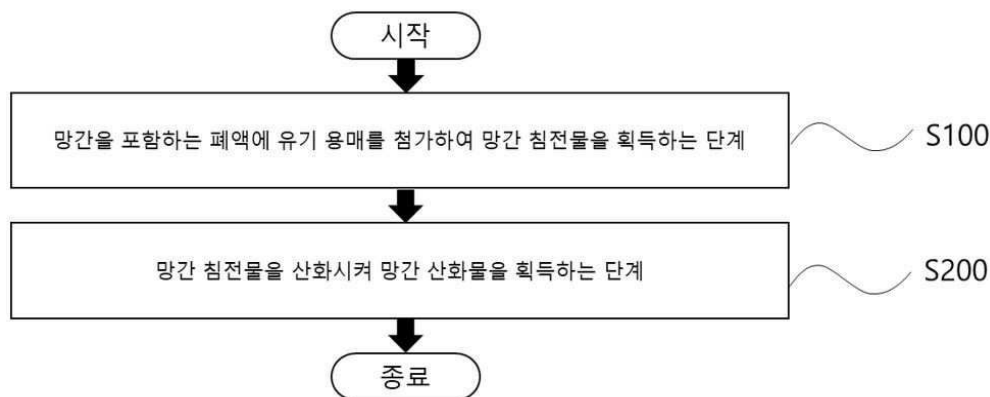 시작
망간을 포함하는 폐액에 유기 용매를 첨가하여 망간 침전물을 획득하는 단계
S100
망간 침전물을 산화시켜 망간 산화물을 획득하는 단계
S200
종료